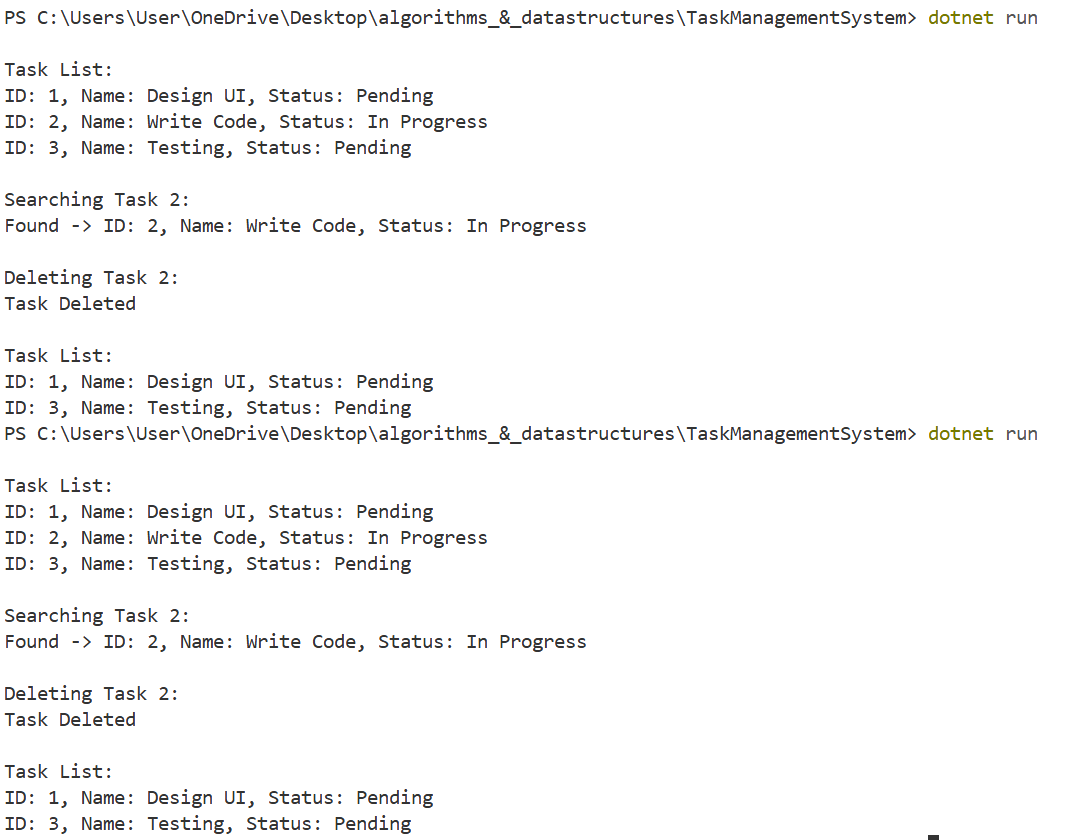 PS C:\Users\User\OneDrive\Desktop\algorithms_&_datastructures\TaskManagementSystem> dotnet run
Task List:
ID: 1, Name: Design UI, Status: Pending
ID: 2, Name: Write Code, Status: In Progress
ID: 3, Name: Testing, Status: Pending
Searching Task 2:
Found -> ID: 2, Name: Write Code, Status: In Progress
Deleting Task 2:
Task Deleted
Task List:
ID: 1, Name: Design UI, Status: Pending
ID: 3, Name: Testing, Status: Pending
PS C:\Users\User\OneDrive\Desktop\algorithms_&_datastructures\TaskManagementSystem> dotnet run
Task List:
ID: 1, Name: Design UI, Status: Pending
ID: 2, Name: Write Code, Status: In Progress
ID: 3, Name: Testing, Status: Pending
Searching Task 2:
Found -> ID: 2, Name: Write Code, Status: In Progress
Deleting Task 2:
Task Deleted
Task List:
ID: 1, Name: Design UI, Status: Pending
ID: 3, Name: Testing, Status: Pending